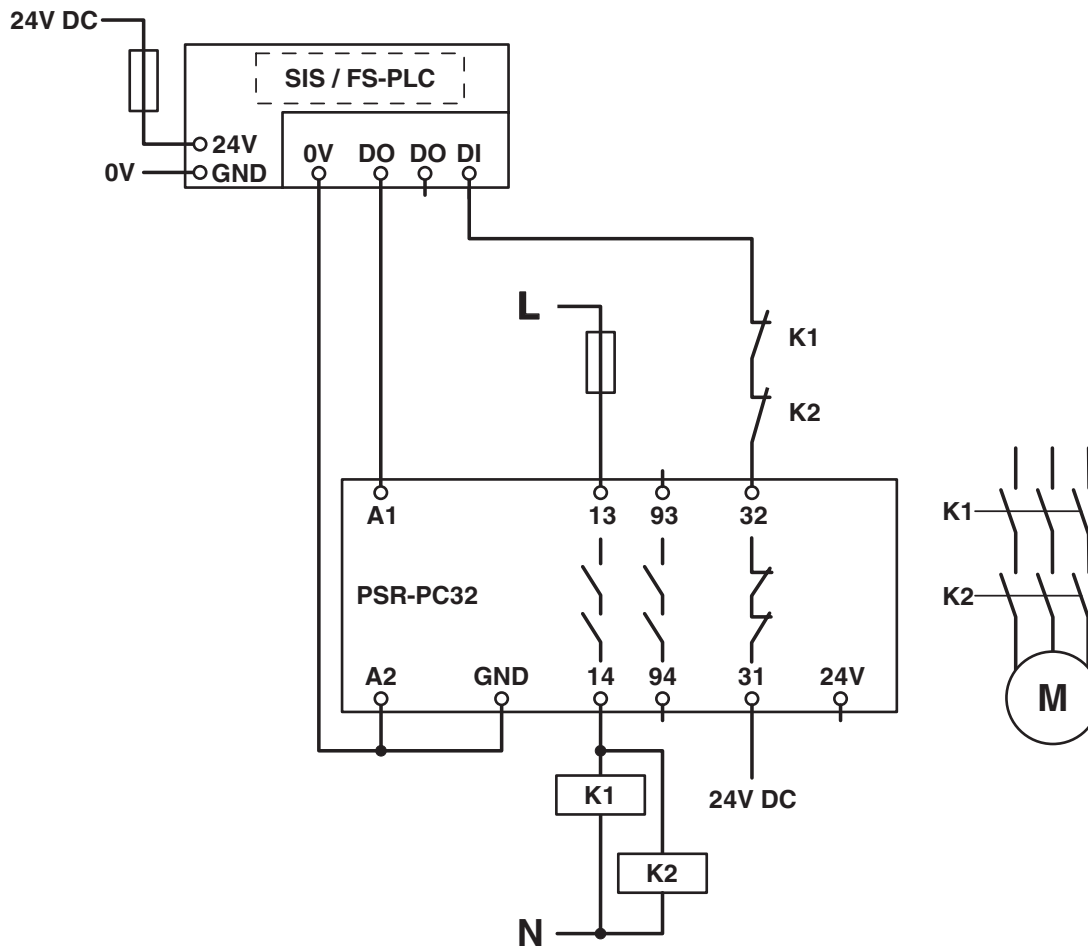 24V DC
SIS / FS-PLC
24V
0V
GND
0V DO DO DI
L
K1
K2
A1 13 93 32
K1
PSR-PC32
K2
A2 GND 14 94 31 24V
M
K1
24V DC
K2
N